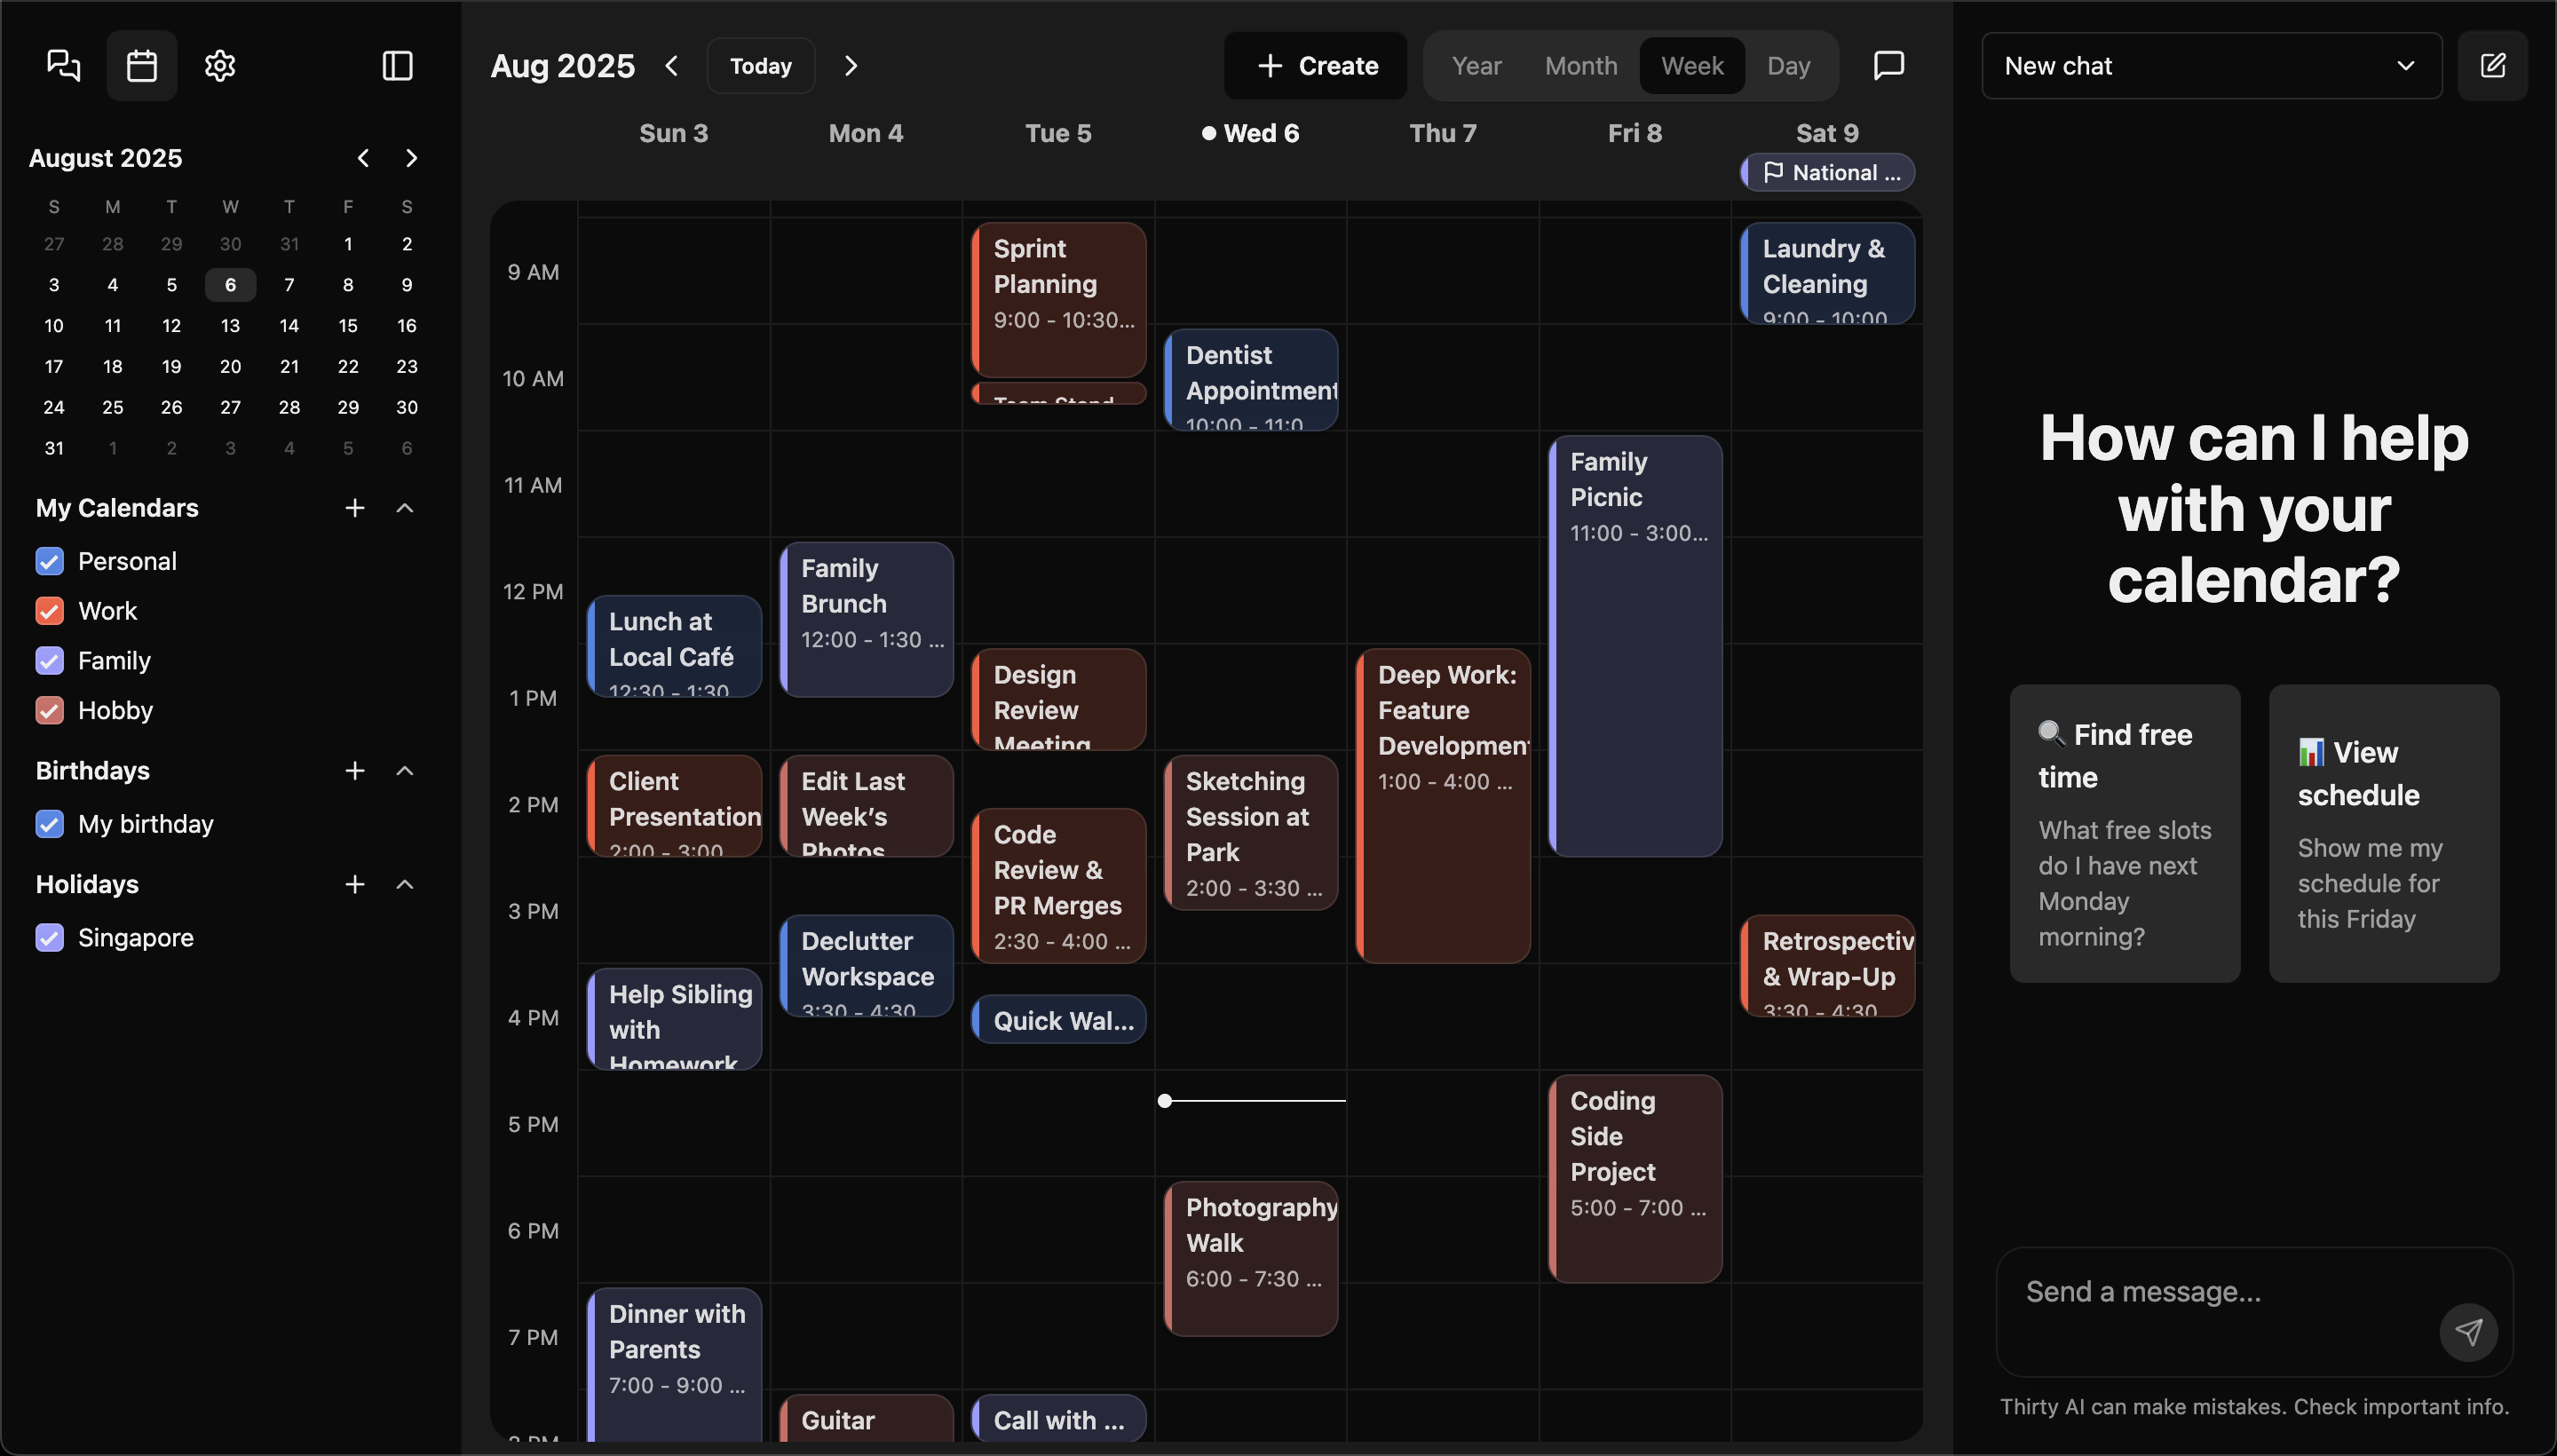 August 2025
S M T W T F S
27 28 29 30 31 1 2
3 4 5 6 7 8 9
10 11 12 13 14 15 16
17 18 19 20 21 22 23
24 25 26 27 28 29 30
31 1 2 3 4 5 6
My Calendars
Personal
Work
Family
Hobby
Birthdays
My birthday
Holidays
Singapore
Aug 2025
Today
Create
Year
Month
Week
Day
Sun 3
Mon 4
Tue 5
Wed 6
Thu 7
Fri 8
Sat 9
National ...
9 AM
10 AM
11 AM
12 PM
1 PM
2 PM
3 PM
4 PM
5 PM
6 PM
7 PM
Lunch at
Local Café
12:30 - 1:30
Client
Presentation
2:00 - 3:00
Help Sibling
with
Homework
Dinner with
Parents
7:00 - 9:00 ...
Family
Brunch
12:00 - 1:30 ...
Edit Last
Week's
Photos
Declutter
Workspace
3:30 - 4:30
Guitar
Sprint
Planning
9:00 - 10:30...
Team Stand
Design
Review
Meeting
Code
Review &
PR Merges
2:30 - 4:00 ...
Quick Wal...
Call with ...
Dentist
Appointment
10:00 - 11:0
Sketching
Session at
Park
2:00 - 3:30 ...
Photography
Walk
6:00 - 7:30 ...
Deep Work:
Feature
Development
1:00 - 4:00 ...
Family
Picnic
11:00 - 3:00...
Coding
Side
Project
5:00 - 7:00 ...
Laundry &
Cleaning
9:00 - 10:00
Retrospectiv
& Wrap-Up
3:30 - 4:30
New chat
How can I help
with your
calendar?
🔍 Find free
time
What free slots
do I have next
Monday
morning?
📊 View
schedule
Show me my
schedule for
this Friday
Send a message...
Thirty AI can make mistakes. Check important info.